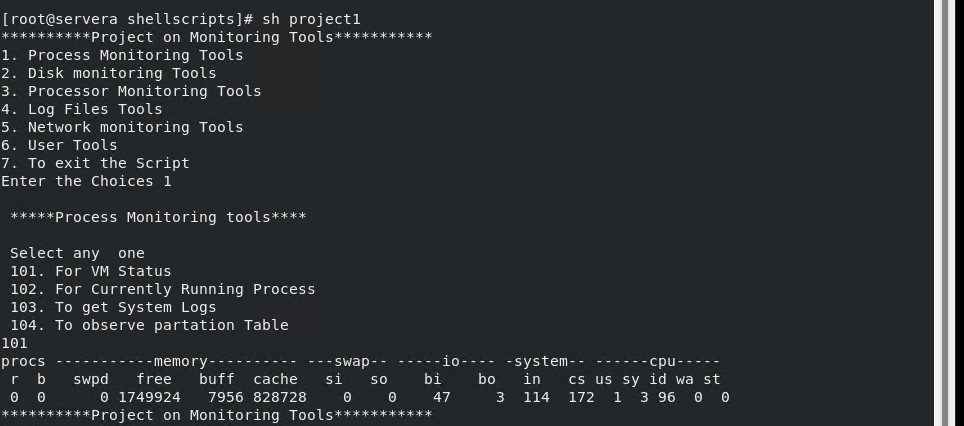 [root@servera shellscripts]# sh project1
**********Project on Monitoring Tools***********
1. Process Monitoring Tools
2. Disk monitoring Tools
3. Processor Monitoring Tools
4. Log Files Tools
5. Network monitoring Tools
6. User Tools
7. To exit the Script
Enter the Choices 1
*****Process Monitoring tools****
Select any  one
101. For VM Status
102. For Currently Running Process
103. To get System Logs
104. To observe partation Table
101
procs -----------memory---------- ---swap-- -----io---- -system-- ------cpu-----
 r  b   swpd   free   buff  cache   si   so    bi    bo   in   cs us sy id wa st
 0  0      0 1749924   7956 828728    0    0    47     3  114  172  1  3 96  0  0
**********Project on Monitoring Tools***********